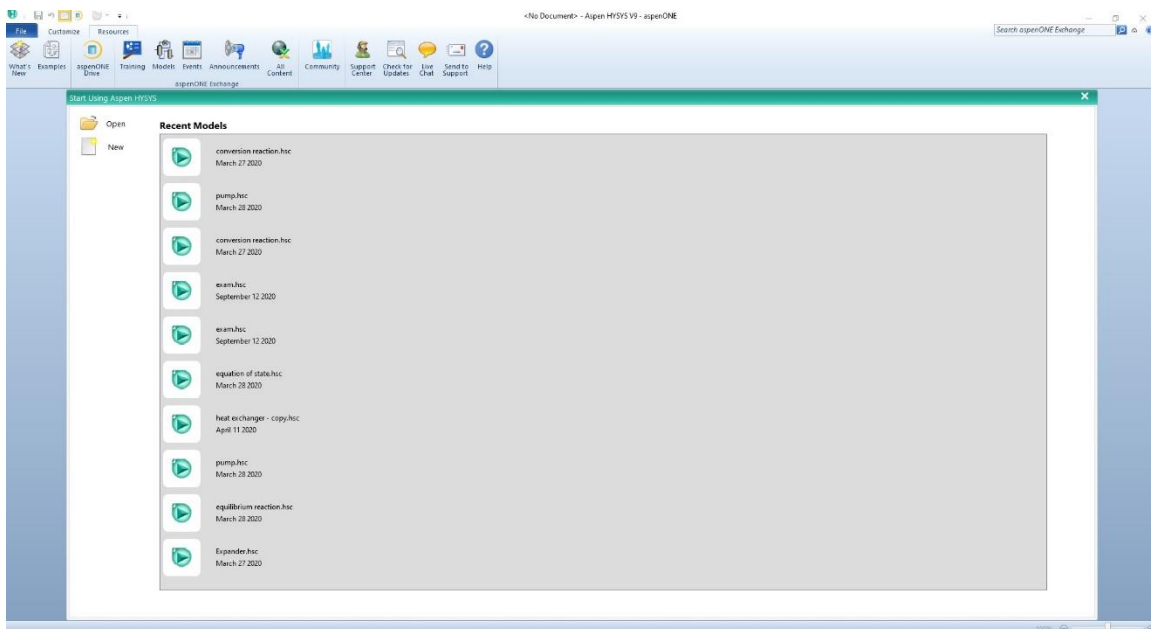 <No Document> - Aspen HYSYS V9 - aspenONE
File Customize Resources
Search aspenONE Exchange
What's New
Examples
aspenONE Drive
Training
Models
Events
Announcements
All Content
Community
Support Center
Check for Updates
Live Chat
Send to Support
Help
aspenONE Exchange
Start Using Aspen HYSYS
Open
New
Recent Models
conversion reaction.hsc
March 27 2020
pump.hsc
March 28 2020
conversion reaction.hsc
March 27 2020
exam.hsc
September 12 2020
exam.hsc
September 12 2020
equation of state.hsc
March 28 2020
heat exchanger - copy.hsc
April 11 2020
pump.hsc
March 28 2020
equilibrium reaction.hsc
March 28 2020
Expander.hsc
March 27 2020